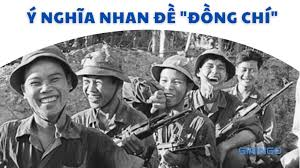 Ý NGHĨA NHAN ĐỀ "ĐỒNG CHÍ"